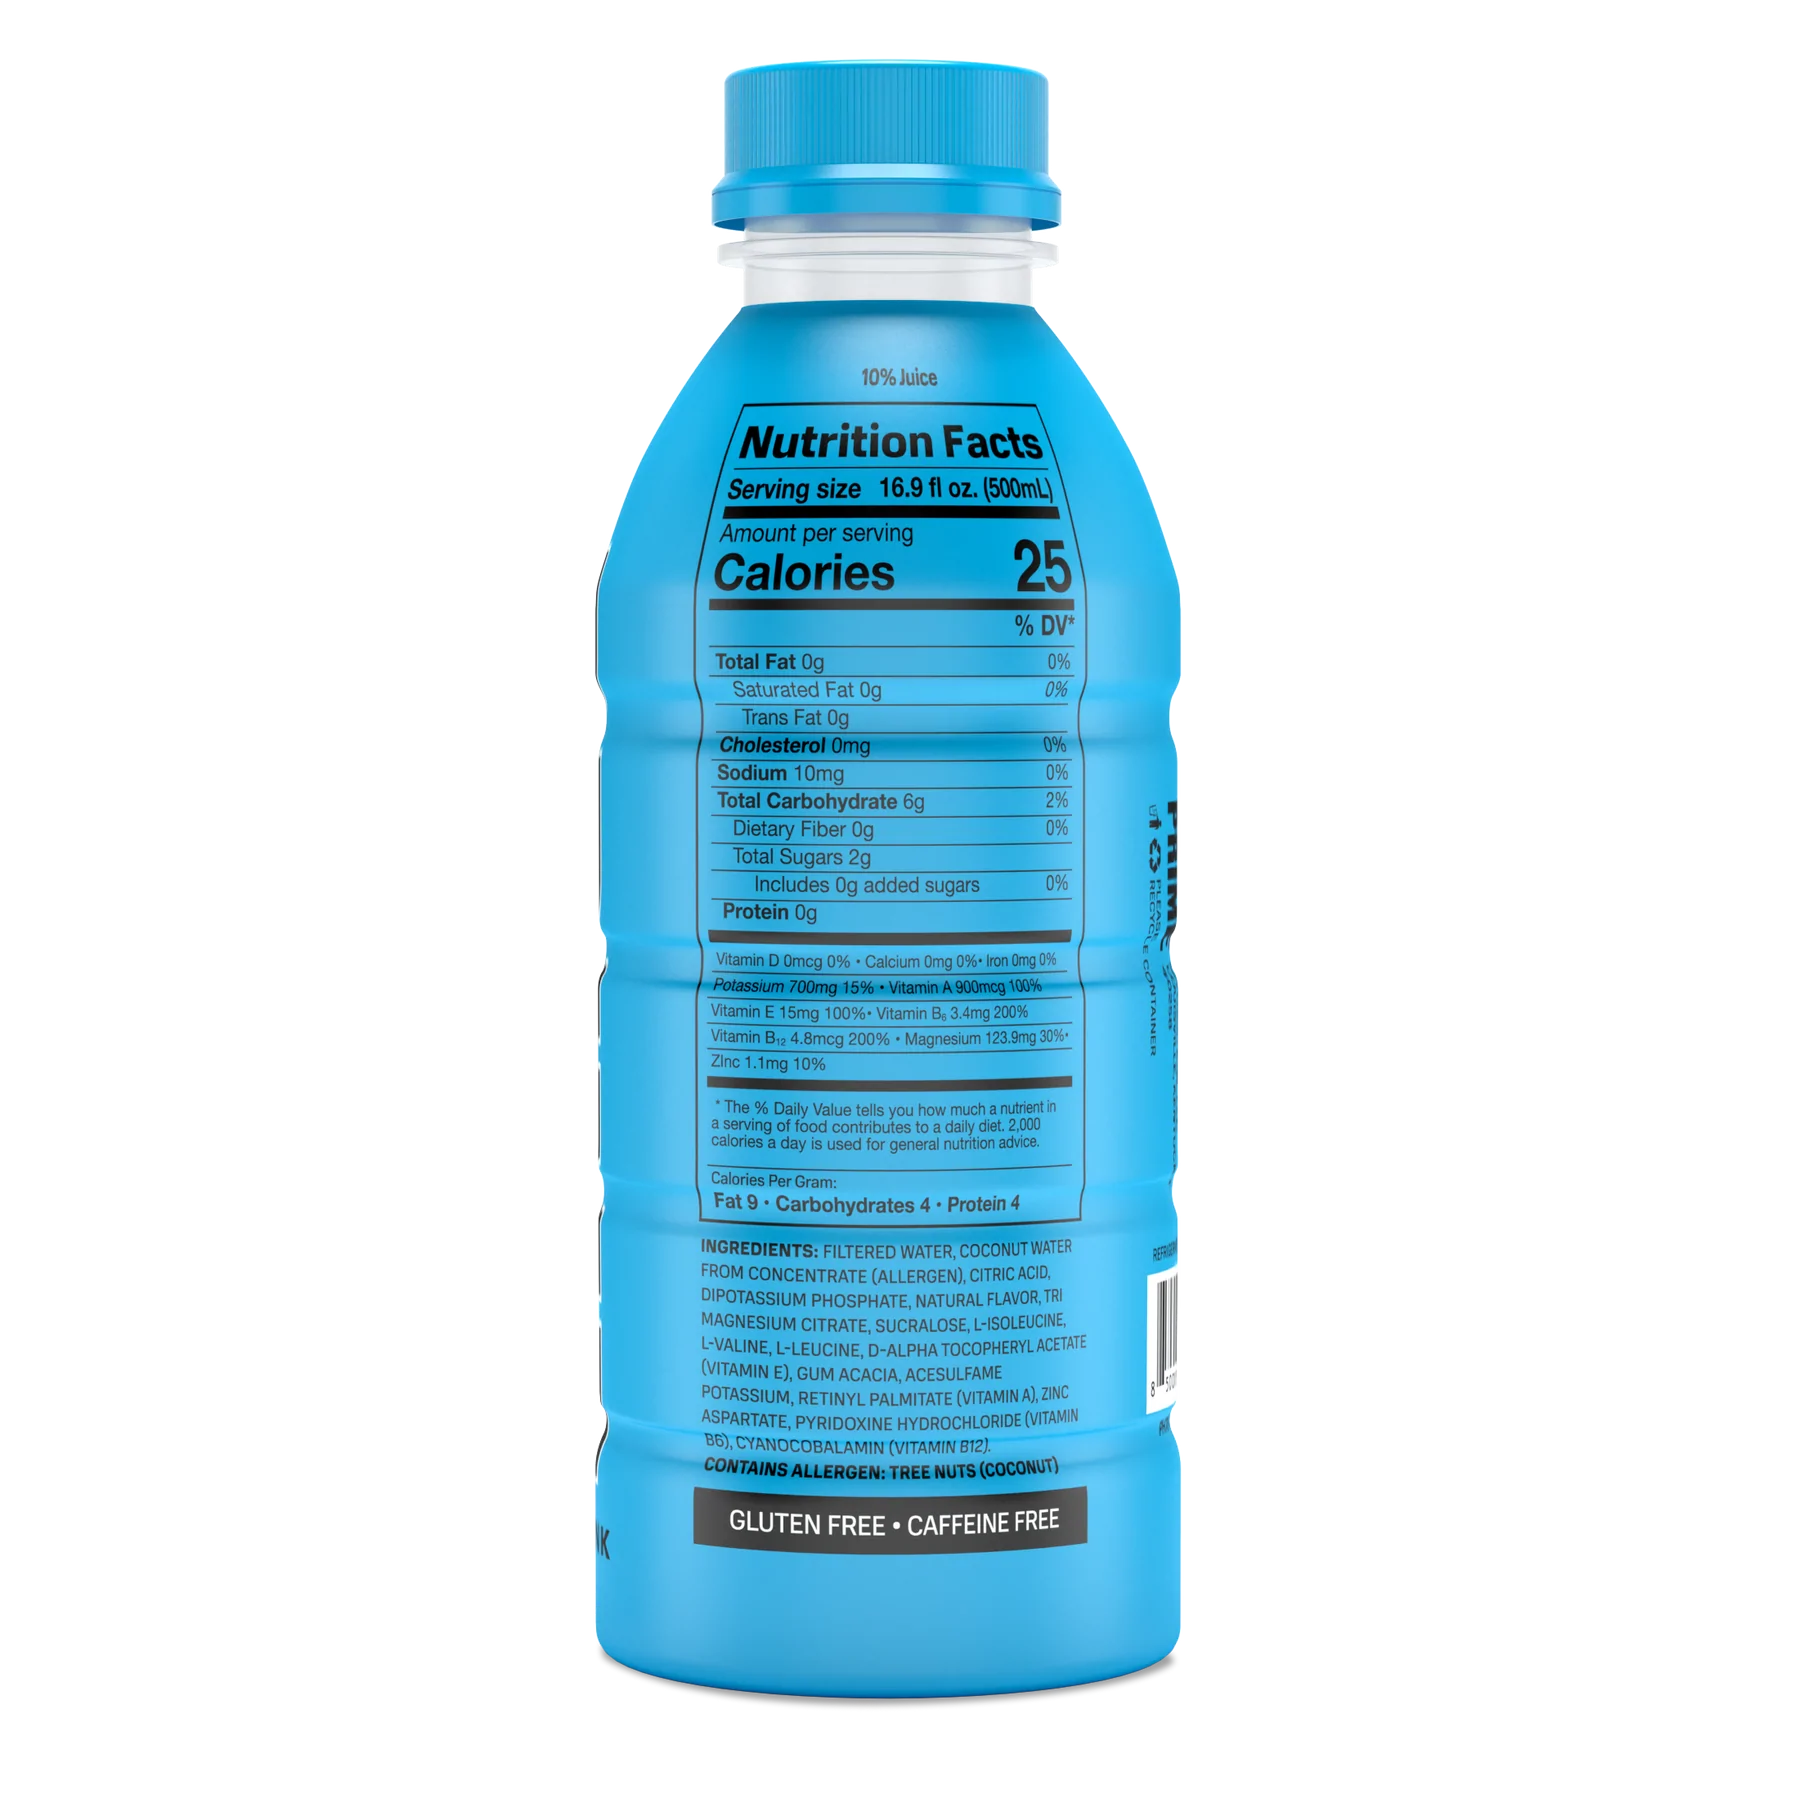 10% Juice
Nutrition Facts
Serving size 16.9 fl oz. (500mL)
Amount per serving
Calories 25
% DV*
Total Fat 0g 0%
Saturated Fat 0g 0%
Trans Fat 0g
Cholesterol 0mg 0%
Sodium 10mg 0%
Total Carbohydrate 6g 2%
Dietary Fiber 0g 0%
Total Sugars 2g
Includes 0g added sugars 0%
Protein 0g
Vitamin D 0mcg 0% • Calcium 0mg 0%• Iron 0mg 0%
Potassium 700mg 15% • Vitamin A 900mcg 100%
Vitamin E 15mg 100%• Vitamin B₆ 3.4mg 200%
Vitamin B₁₂ 4.8mcg 200% • Magnesium 123.9mg 30%•
ZInc 1.1mg 10%
* The % Daily Value tells you how much a nutrient in
a serving of food contributes to a daily diet. 2,000
calories a day is used for general nutrition advice.
Calories Per Gram:
Fat 9 • Carbohydrates 4 • Protein 4
INGREDIENTS: FILTERED WATER, COCONUT WATER
FROM CONCENTRATE (ALLERGEN), CITRIC ACID,
DIPOTASSIUM PHOSPHATE, NATURAL FLAVOR, TRI
MAGNESIUM CITRATE, SUCRALOSE, L-ISOLEUCINE,
L-VALINE, L-LEUCINE, D-ALPHA TOCOPHERYL ACETATE
(VITAMIN E), GUM ACACIA, ACESULFAME
POTASSIUM, RETINYL PALMITATE (VITAMIN A), ZINC
ASPARTATE, PYRIDOXINE HYDROCHLORIDE (VITAMIN
B6), CYANOCOBALAMIN (VITAMIN B12).
CONTAINS ALLERGEN: TREE NUTS (COCONUT)
GLUTEN FREE • CAFFEINE FREE
PLEASE
RECYCLE CONTAINER